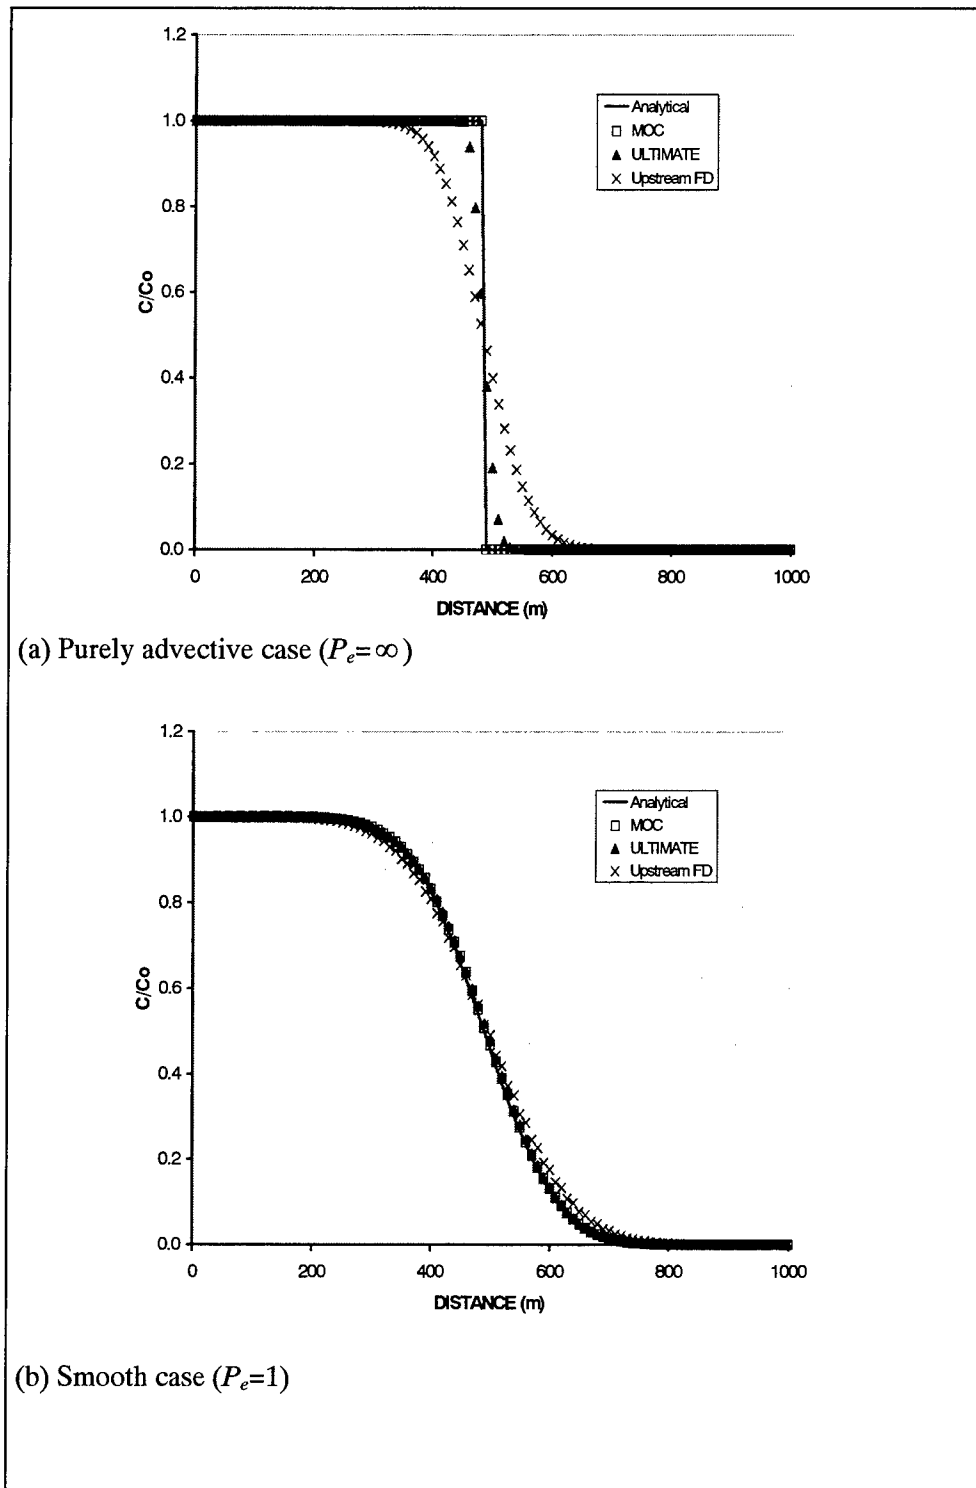 1.2
1.0
0.8
0.6
0.4
0.2
0.0
C/Co
Analytical
MOC
ULTIMATE
Upstream FD
0 200 400 600 800 1000
DISTANCE (m)
(a) Purely advective case (Pe=∞)
1.2
1.0
0.8
0.6
0.4
0.2
0.0
C/Co
Analytical
MOC
ULTIMATE
Upstream FD
0 200 400 600 800 1000
DISTANCE (m)
(b) Smooth case (Pe=1)